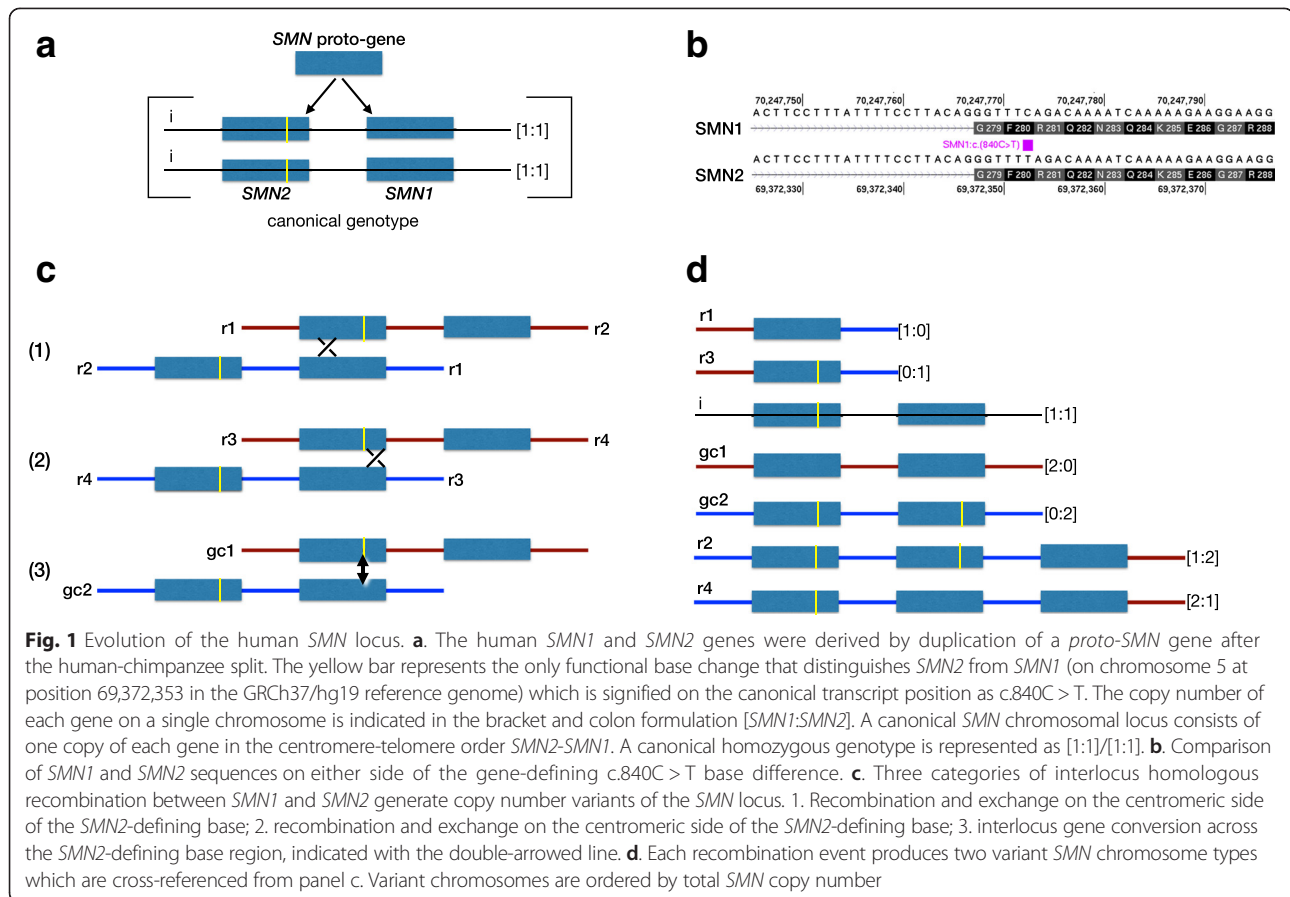 a
SMN proto-gene
i
[1:1]
i
[1:1]
SMN2 SMN1
canonical genotype
b
70,247,750 70,247,760 70,247,770 70,247,780 70,247,790
ACTTCCTTTATTTTCCTTACAGGGTTTCAGACAAAATCAAAAAGAAGGAAGG
SMN1 G 279 F 280 R 281 Q 282 N 283 Q 284 K 285 E 286 G 287 R 288
SMN1:c.(840C>T)
ACTTCCTTTATTTTCCTTACAGGGTTTTAGACAAAATCAAAAAGAAGGAAGG
SMN2 G 279 F 280 R 281 Q 282 N 283 Q 284 K 285 E 286 G 287 R 288
69,372,330 69,372,340 69,372,350 69,372,360 69,372,370
c
r1 r2
(1)
r2 r1
r3 r4
(2)
r4 r3
gc1
(3)
gc2
d
r1
[1:0]
r3
[0:1]
i
[1:1]
gc1
[2:0]
gc2
[0:2]
r2
[1:2]
r4
[2:1]
Fig. 1 Evolution of the human SMN locus. a. The human SMN1 and SMN2 genes were derived by duplication of a proto-SMN gene after
the human-chimpanzee split. The yellow bar represents the only functional base change that distinguishes SMN2 from SMN1 (on chromosome 5 at
position 69,372,353 in the GRCh37/hg19 reference genome) which is signified on the canonical transcript position as c.840C > T. The copy number of
each gene on a single chromosome is indicated in the bracket and colon formulation [SMN1:SMN2]. A canonical SMN chromosomal locus consists of
one copy of each gene in the centromere-telomere order SMN2-SMN1. A canonical homozygous genotype is represented as [1:1]/[1:1]. b. Comparison
of SMN1 and SMN2 sequences on either side of the gene-defining c.840C > T base difference. c. Three categories of interlocus homologous
recombination between SMN1 and SMN2 generate copy number variants of the SMN locus. 1. Recombination and exchange on the centromeric side
of the SMN2-defining base; 2. recombination and exchange on the centromeric side of the SMN2-defining base; 3. interlocus gene conversion across
the SMN2-defining base region, indicated with the double-arrowed line. d. Each recombination event produces two variant SMN chromosome types
which are cross-referenced from panel c. Variant chromosomes are ordered by total SMN copy number